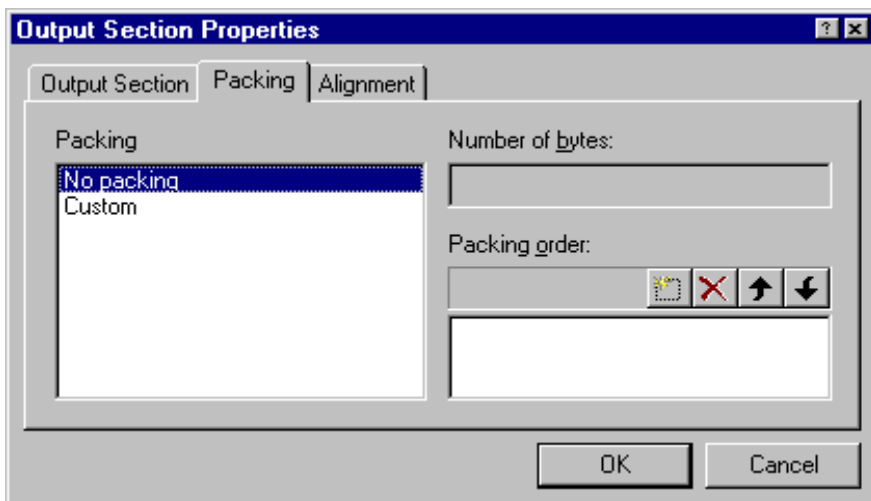 Output Section Properties
Output Section Packing Alignment
Packing
No packing
Custom
Number of bytes:
Packing order:
OK Cancel